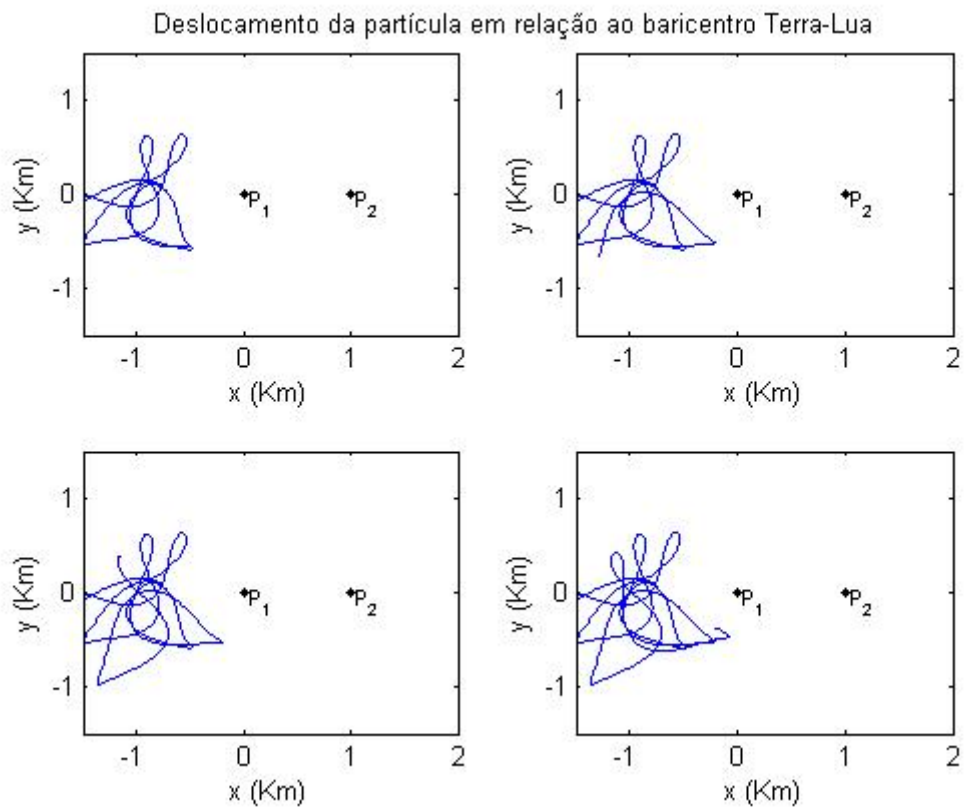 Deslocamento da partícula em relação ao baricentro Terra-Lua
1
0
-1
y (Km)
P1
P2
-1 0 1 2
x (Km)
1
0
-1
y (Km)
P1
P2
-1 0 1 2
x (Km)
1
0
-1
y (Km)
P1
P2
-1 0 1 2
x (Km)
1
0
-1
y (Km)
P1
P2
-1 0 1 2
x (Km)